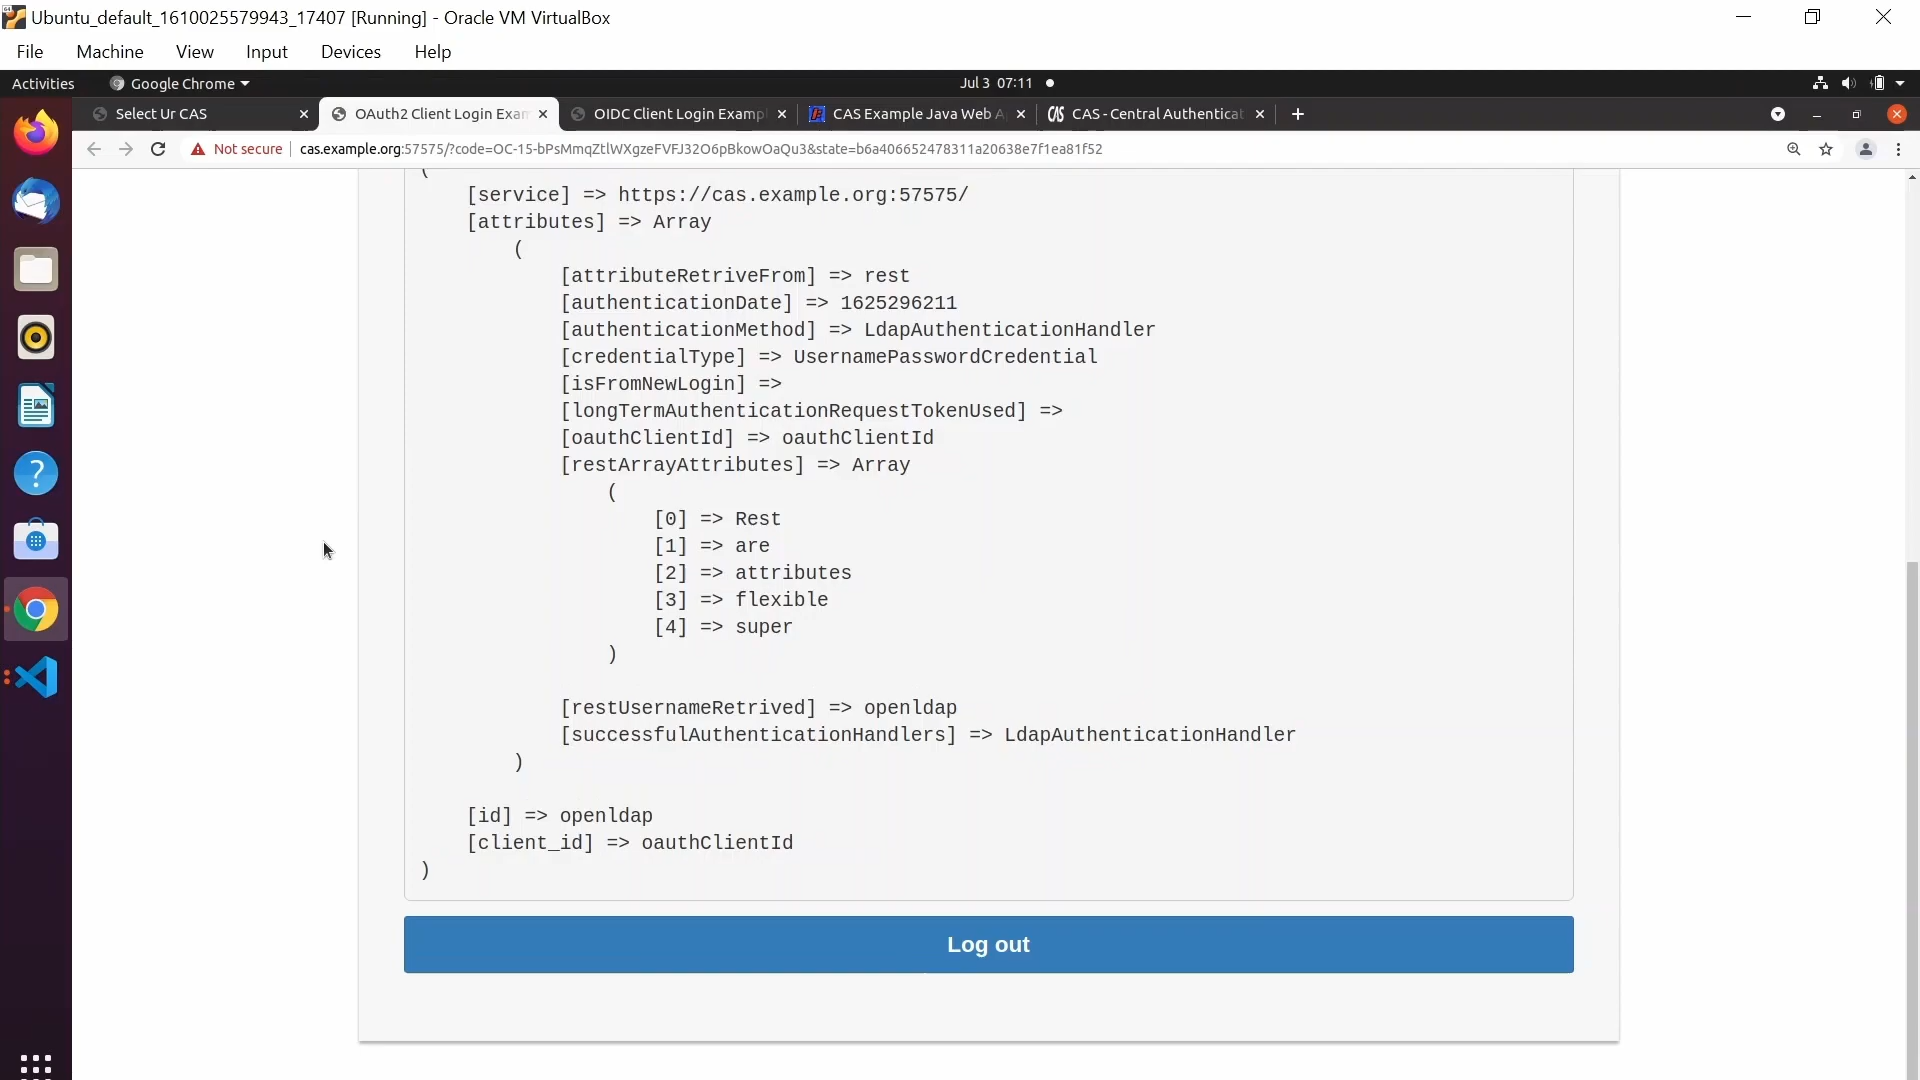 Ubuntu_default_1610025579943_17407 [Running] - Oracle VM VirtualBox
File Machine View Input Devices Help
Activities Google Chrome Jul 3 07:11
Select Ur CAS
OAuth2 Client Login Exam
OIDC Client Login Exampl
CAS Example Java Web A
CAS - Central Authenticat
Not secure cas.example.org:57575/?code=OC-15-bPsMmqZtlWXgzeFVFJ32O6pBkowOaQu3&state=b6a406652478311a20638e7f1ea81f52
(
[service] => https://cas.example.org:57575/
[attributes] => Array
(
[attributeRetriveFrom] => rest
[authenticationDate] => 1625296211
[authenticationMethod] => LdapAuthenticationHandler
[credentialType] => UsernamePasswordCredential
[isFromNewLogin] =>
[longTermAuthenticationRequestTokenUsed] =>
[oauthClientId] => oauthClientId
[restArrayAttributes] => Array
(
[0] => Rest
[1] => are
[2] => attributes
[3] => flexible
[4] => super
)
[restUsernameRetrived] => openldap
[successfulAuthenticationHandlers] => LdapAuthenticationHandler
)
[id] => openldap
[client_id] => oauthClientId
)
Log out